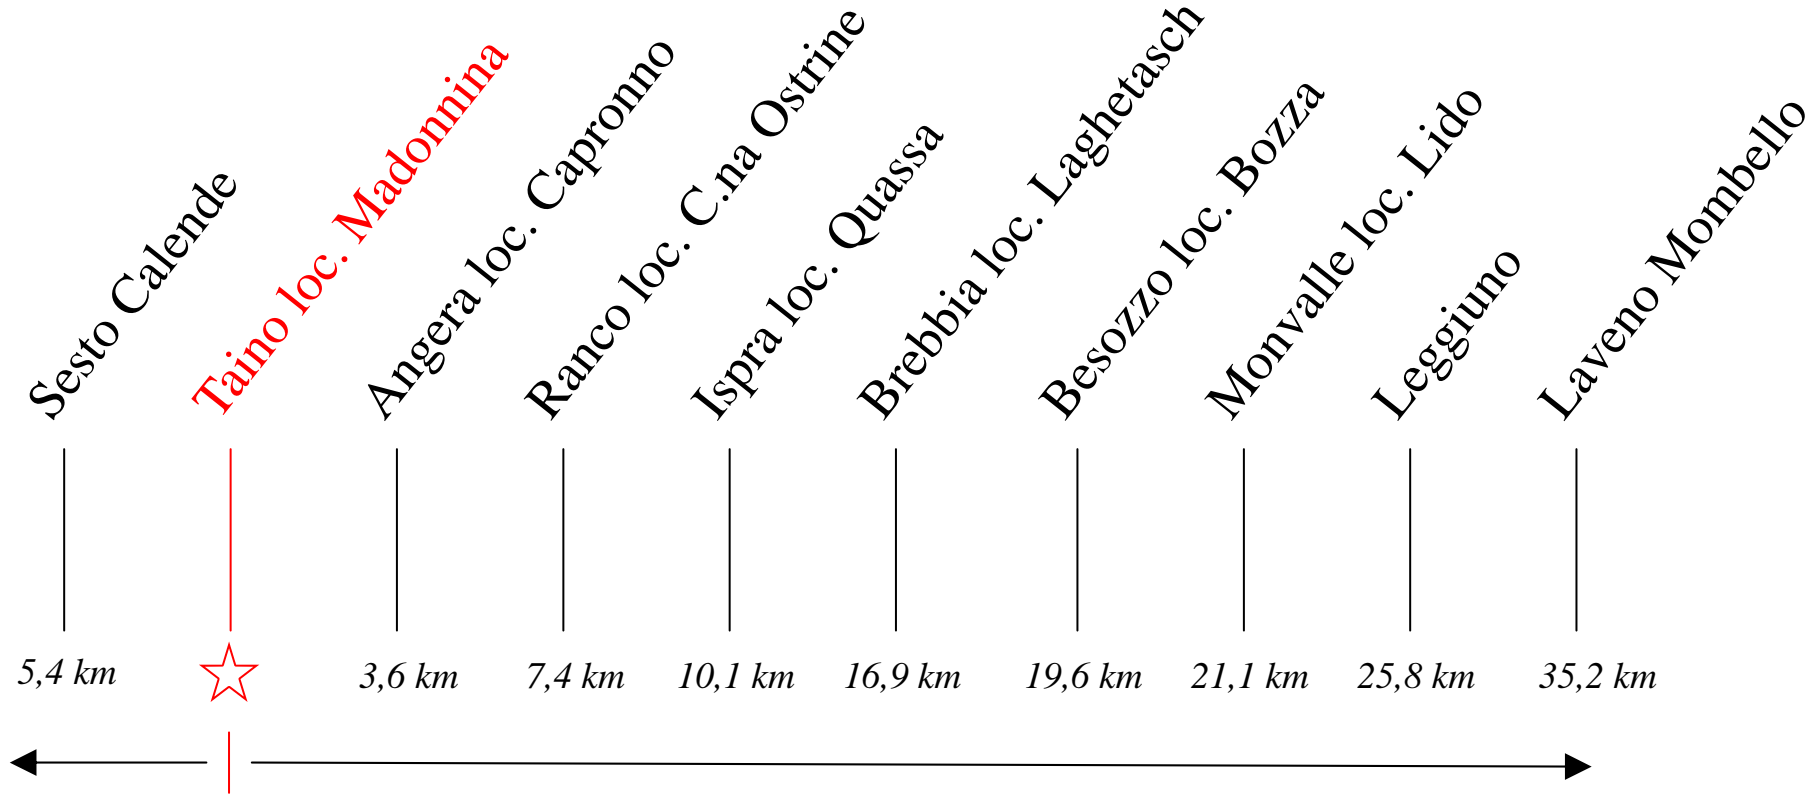 Sesto Calende
Taino loc. Madonnina
Angera loc. Capronno
Ranco loc. C.na Ostrine
Ispra loc. Quassa
Brebbia loc. Laghetasch
Besozzo loc. Bozza
Monvalle loc. Lido
Leggiuno
Laveno Mombello
5,4 km
3,6 km
7,4 km
10,1 km
16,9 km
19,6 km
21,1 km
25,8 km
35,2 km